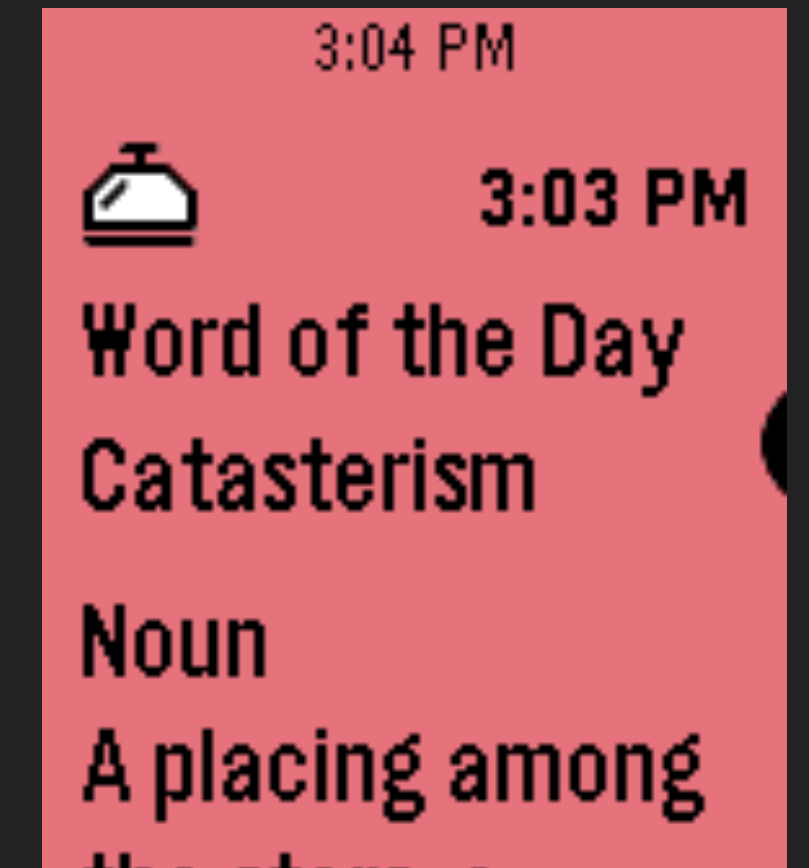 3:04 PM
3:03 PM
Word of the Day
Catasterism
Noun
A placing among